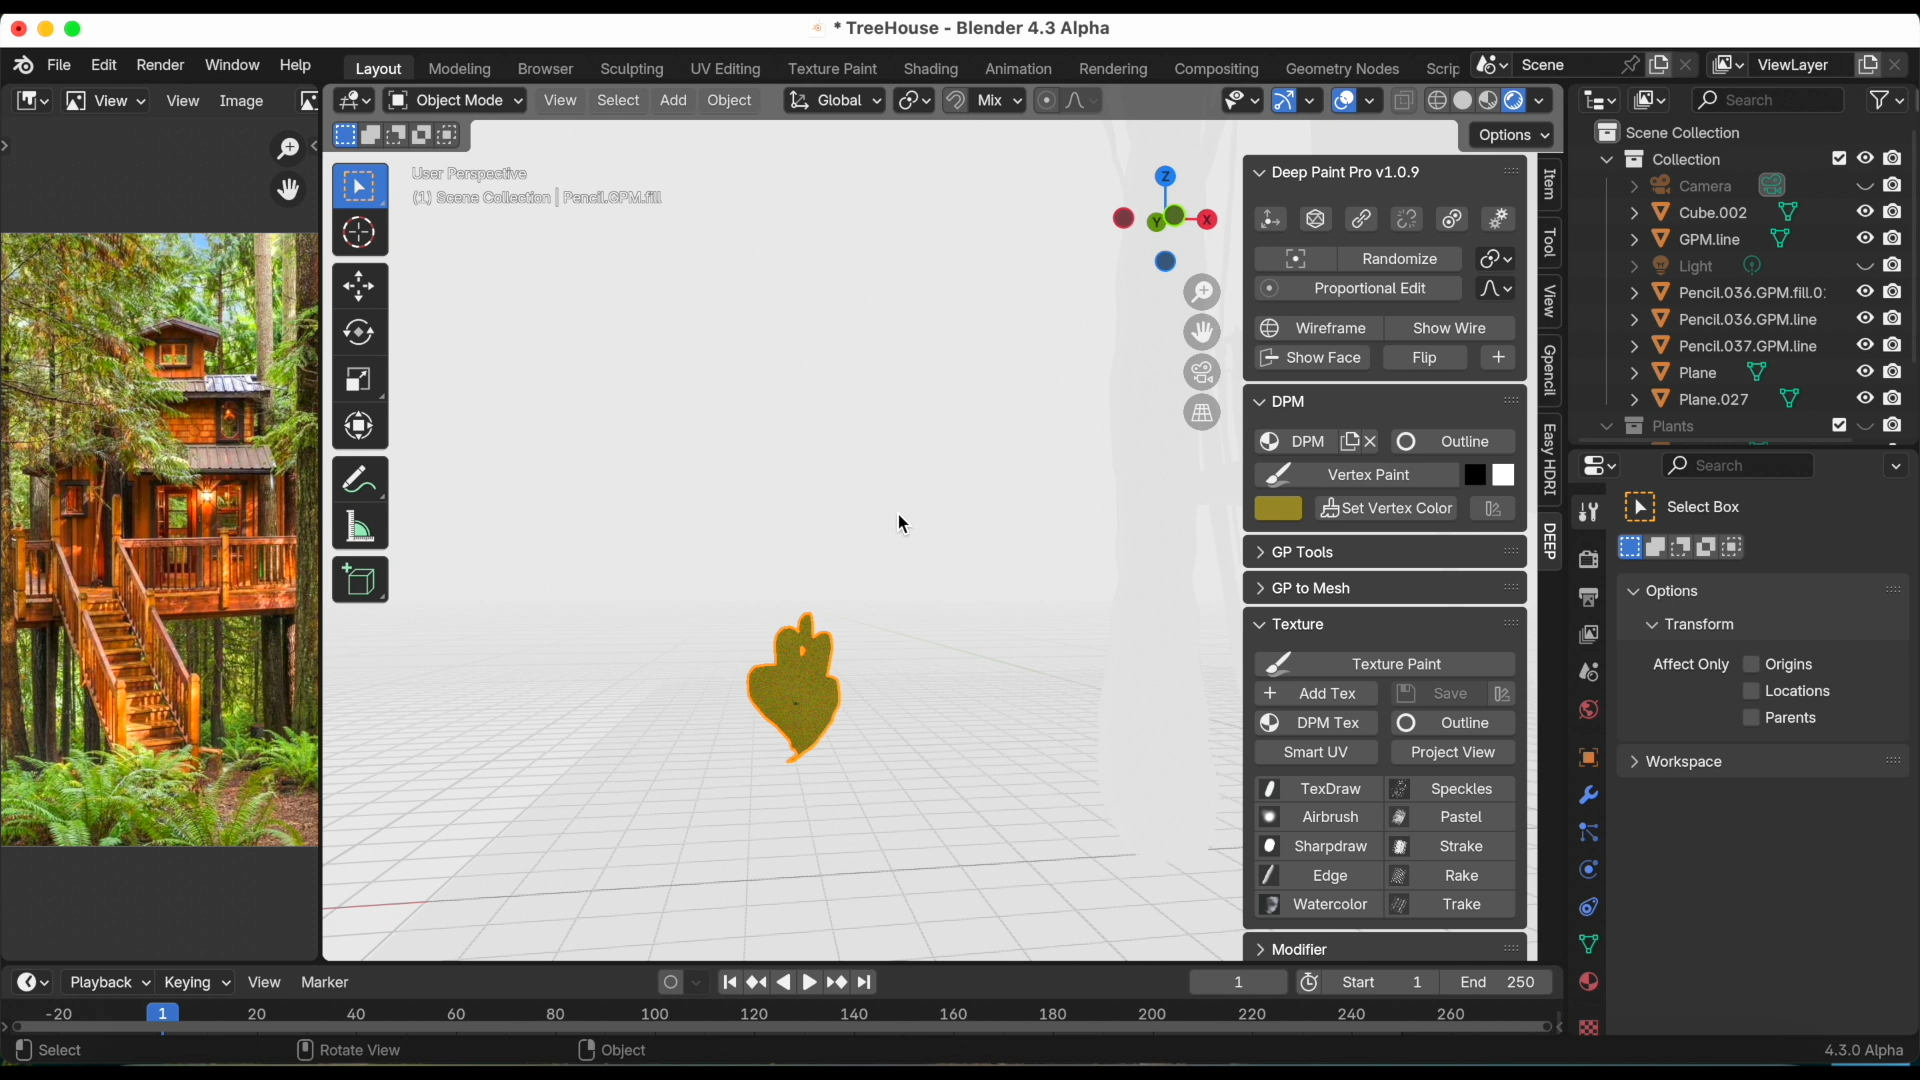 * TreeHouse - Blender 4.3 Alpha
File Edit Render Window Help
Layout Modeling Browser Sculpting UV Editing Texture Paint Shading Animation Rendering Compositing Geometry Nodes Scrip
Scene ViewLayer
View View Image
Object Mode View Select Add Object Global Mix
Search
Options
User Perspective
(1) Scene Collection | Pencil.GPM.fill
Z
Y
X
Deep Paint Pro v1.0.9
Randomize
Proportional Edit
Wireframe Show Wire
Show Face Flip
DPM
DPM Outline
Vertex Paint
Set Vertex Color
GP Tools
GP to Mesh
Texture
Texture Paint
Add Tex Save
DPM Tex Outline
Smart UV Project View
TexDraw Speckles
Airbrush Pastel
Sharpdraw Strake
Edge Rake
Watercolor Trake
Modifier
Item
Tool
View
Gpencil
Easy HDRI
DEEP
Scene Collection
Collection
Camera
Cube.002
GPM.line
Light
Pencil.036.GPM.fill.0
Pencil.036.GPM.line
Pencil.037.GPM.line
Plane
Plane.027
Plants
Search
Select Box
Options
Transform
Affect Only Origins
Locations
Parents
Workspace
Playback Keying View Marker
1 Start 1 End 250
-20 1 20 40 60 80 100 120 140 160 180 200 220 240 260
Select Rotate View Object 4.3.0 Alpha